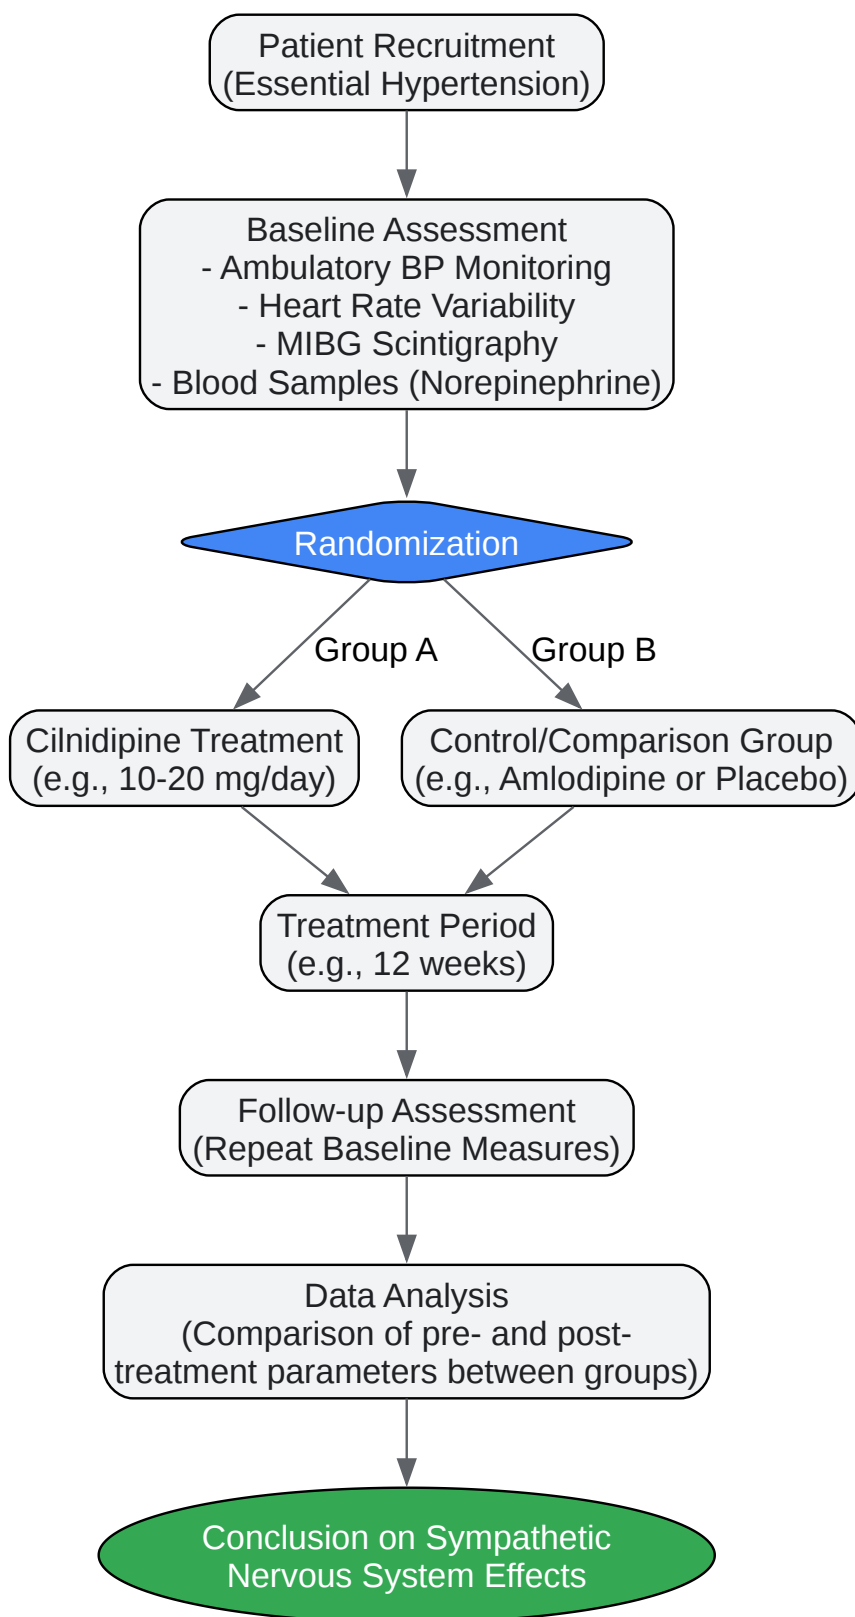 Patient Recruitment
(Essential Hypertension)
Baseline Assessment
- Ambulatory BP Monitoring
- Heart Rate Variability
- MIBG Scintigraphy
- Blood Samples (Norepinephrine)
Randomization
Group A
Group B
Cilnidipine Treatment
(e.g., 10-20 mg/day)
Control/Comparison Group
(e.g., Amlodipine or Placebo)
Treatment Period
(e.g., 12 weeks)
Follow-up Assessment
(Repeat Baseline Measures)
Data Analysis
(Comparison of pre- and post-
treatment parameters between groups)
Conclusion on Sympathetic
Nervous System Effects